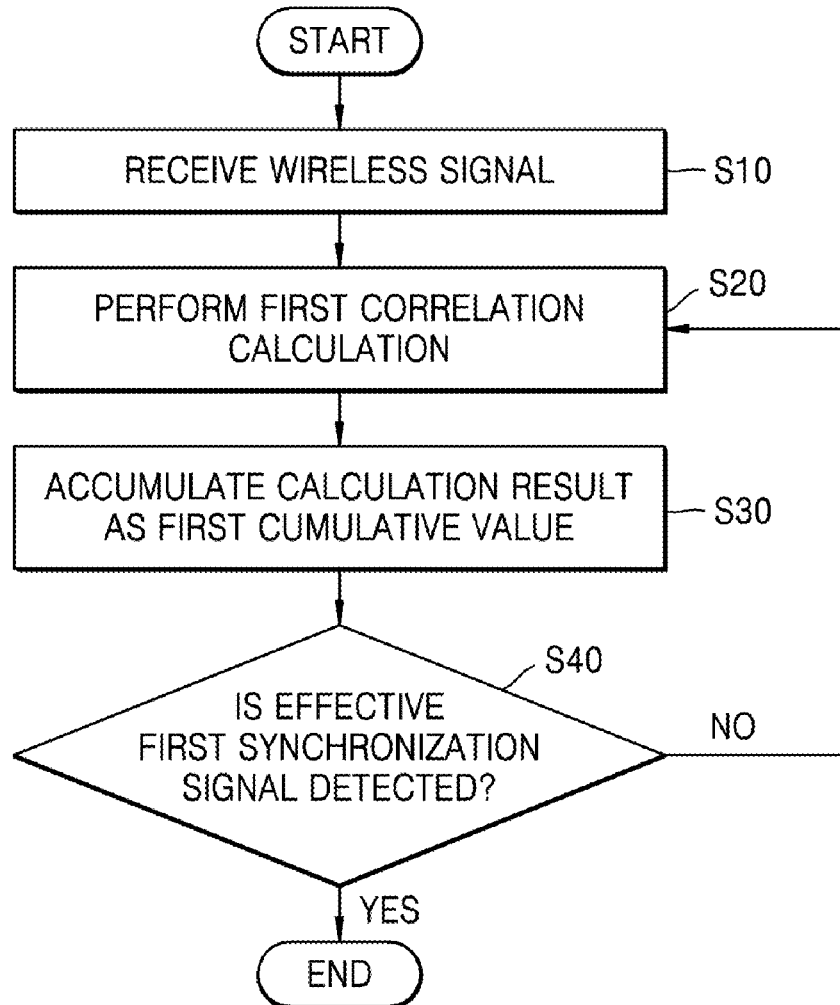 START
RECEIVE WIRELESS SIGNAL
S10
PERFORM FIRST CORRELATION
CALCULATION
S20
ACCUMULATE CALCULATION RESULT
AS FIRST CUMULATIVE VALUE
S30
IS EFFECTIVE
FIRST SYNCHRONIZATION
SIGNAL DETECTED?
S40
NO
YES
END